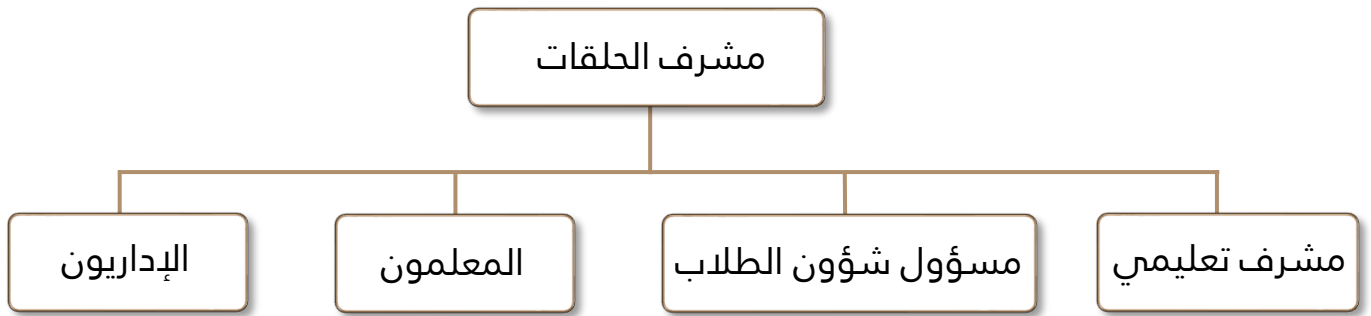 مشرف الحلقات
مشرف تعليمي
مسؤول شؤون الطلاب
المعلمون
الإداريون